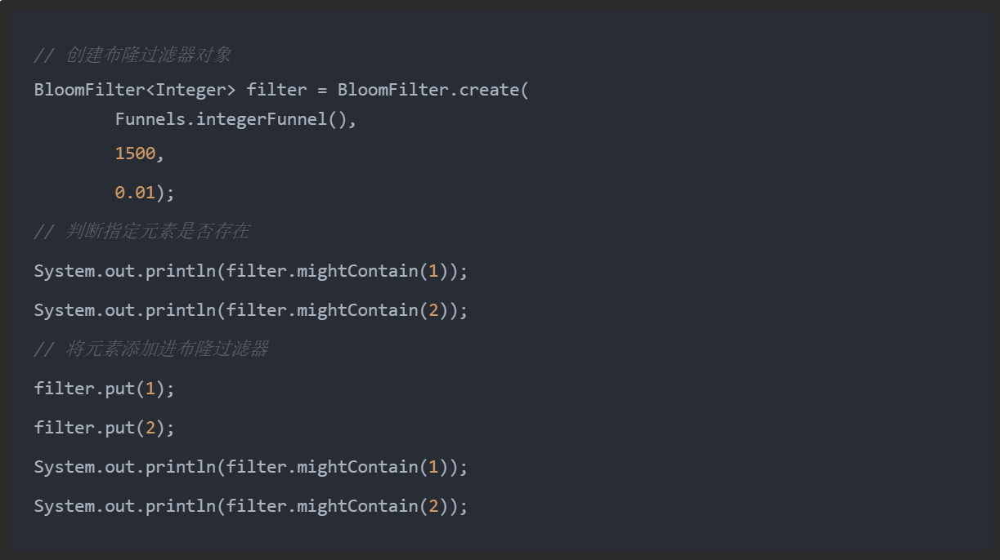 // 创建布隆过滤器对象
BloomFilter<Integer> filter = BloomFilter.create(
        Funnels.integerFunnel(),
        1500,
        0.01);
// 判断指定元素是否存在
System.out.println(filter.mightContain(1));
System.out.println(filter.mightContain(2));
// 将元素添加进布隆过滤器
filter.put(1);
filter.put(2);
System.out.println(filter.mightContain(1));
System.out.println(filter.mightContain(2));